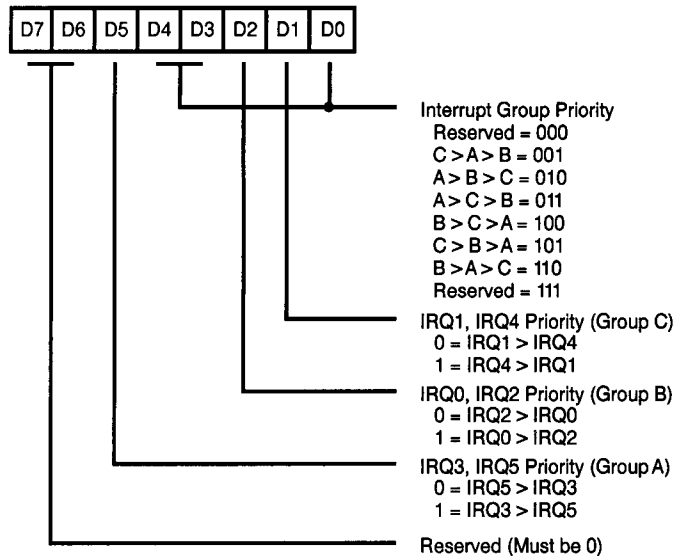 D7 D6 D5 D4 D3 D2 D1 D0
Interrupt Group Priority
Reserved = 000
C > A > B = 001
A > B > C = 010
A > C > B = 011
B > C > A = 100
C > B > A = 101
B > A > C = 110
Reserved = 111
IRQ1, IRQ4 Priority (Group C)
0 = IRQ1 > IRQ4
1 = IRQ4 > IRQ1
IRQ0, IRQ2 Priority (Group B)
0 = IRQ2 > IRQ0
1 = IRQ0 > IRQ2
IRQ3, IRQ5 Priority (Group A)
0 = IRQ5 > IRQ3
1 = IRQ3 > IRQ5
Reserved (Must be 0)